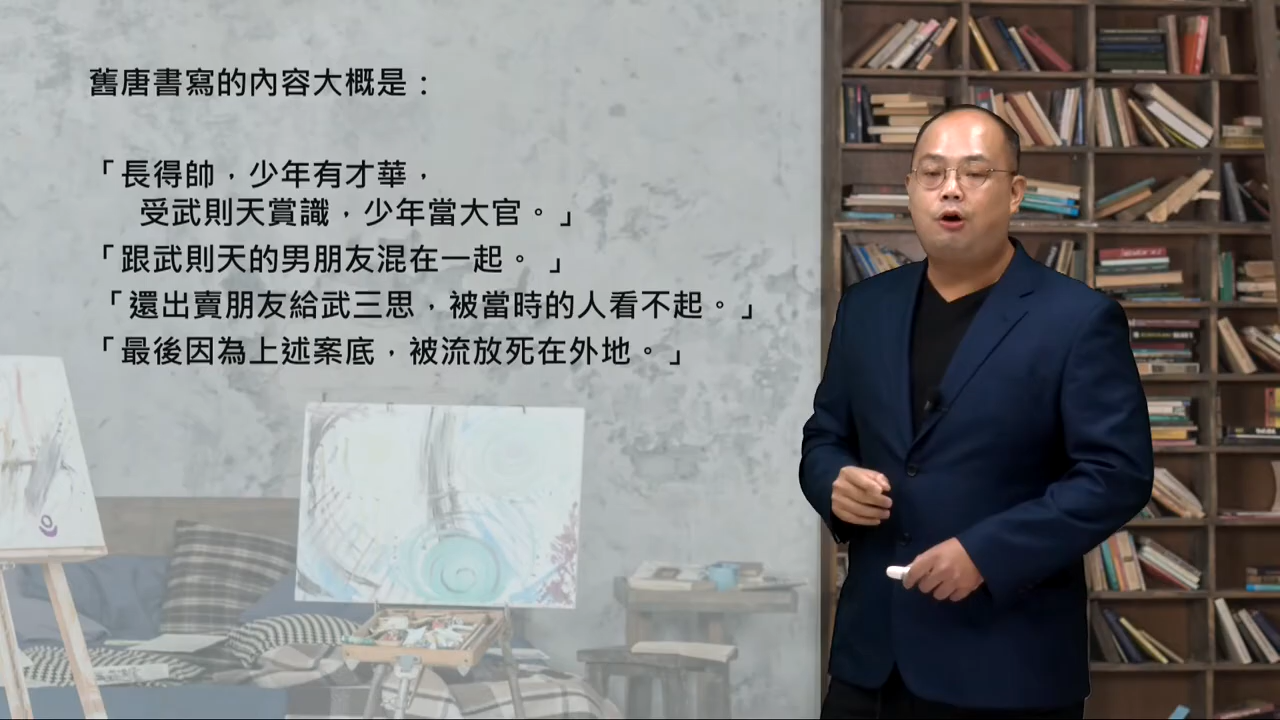 舊唐書寫的內容大概是：
「長得帥，少年有才華，
受武則天賞識，少年當大官。」
「跟武則天的男朋友混在一起。」
「還出賣朋友給武三思，被當時的人看不起。」
「最後因為上述案底，被流放死在外地。」